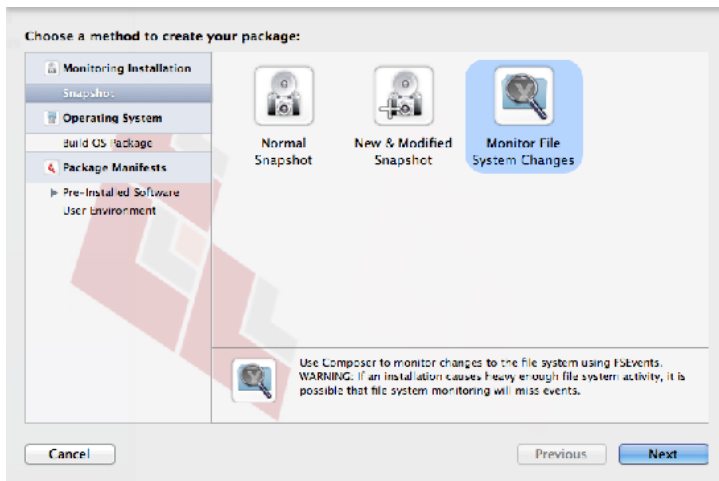 Choose a method to create your package:
Monitoring Installation
Snapshot
Operating System
Build OS Package
Package Manifests
Pre-Installed Software
User Environment
Normal
Snapshot
New & Modified
Snapshot
Monitor File
System Changes
Use Composer to monitor changes to the file system using FSEvents.
WARNING: If an installation causes heavy enough file system activity, it is
possible that file system monitoring will miss events.
Cancel
Previous
Next